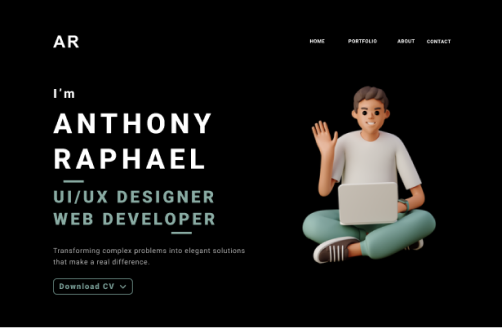 AR
HOME PORTFOLIO ABOUT CONTACT
I'm
ANTHONY
RAPHAEL
UI/UX DESIGNER
WEB DEVELOPER
Transforming complex problems into elegant solutions
that make a real difference.
Download CV